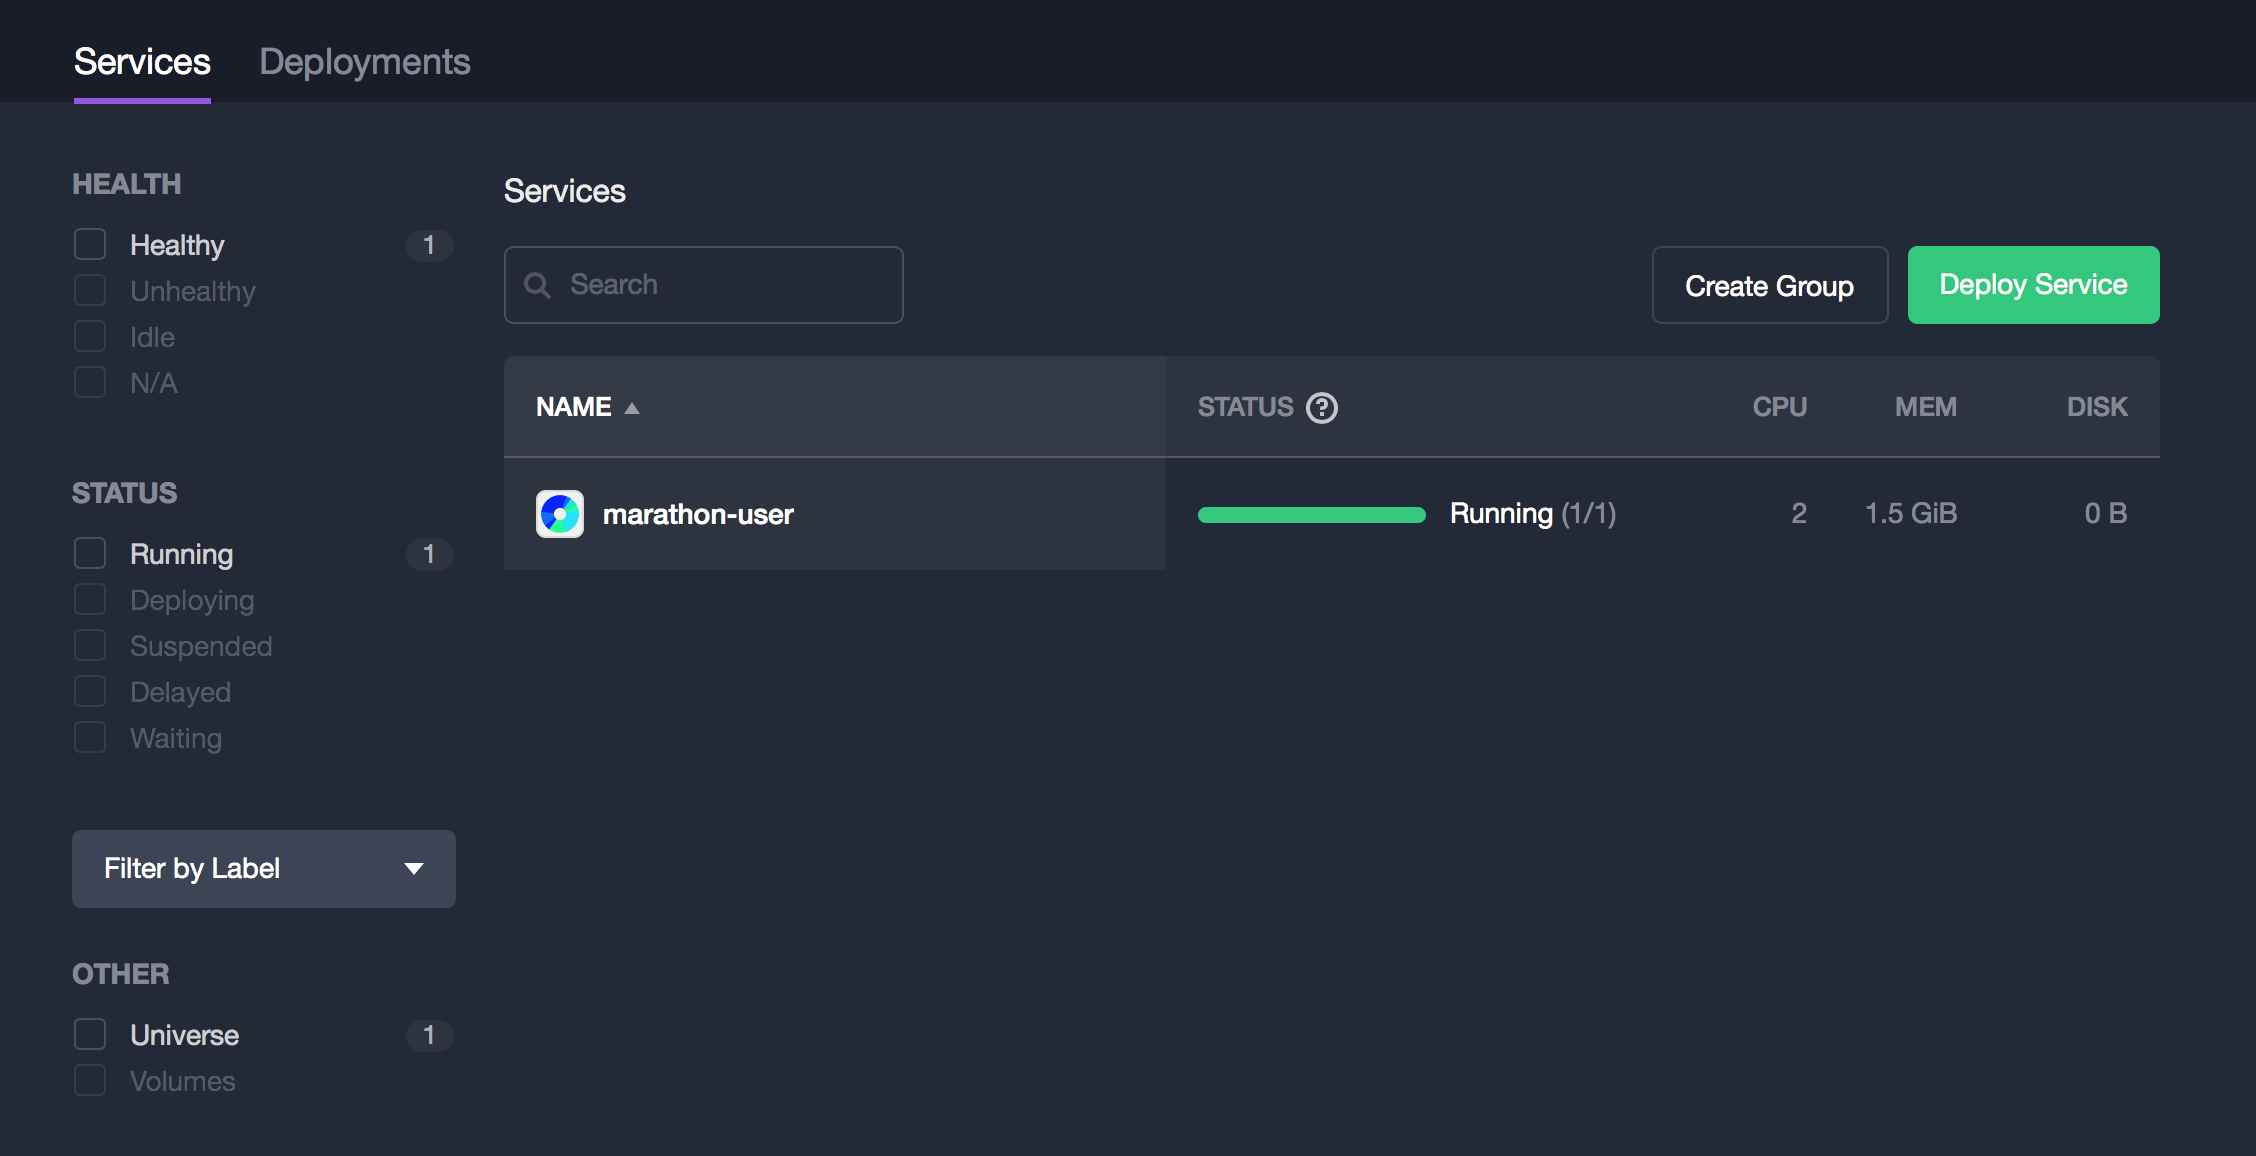 Services Deployments
HEALTH
Healthy 1
Unhealthy
Idle
N/A
STATUS
Running 1
Deploying
Suspended
Delayed
Waiting
Filter by Label
OTHER
Universe 1
Volumes
Services
Search
Create Group
Deploy Service
NAME STATUS ? CPU MEM DISK
marathon-user Running (1/1) 2 1.5 GiB 0 B